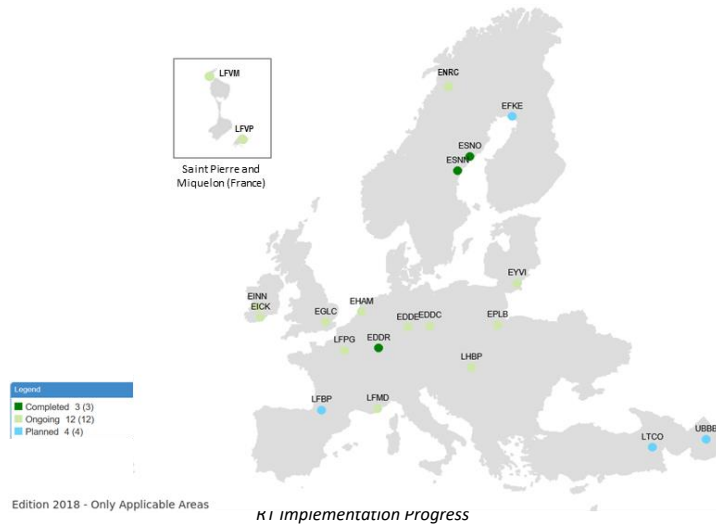 LFVM
LFVP
Saint Pierre and
Miquelon (France)
ENRC
EFKE
ESNO
ESNN
EYVI
EINN
EICK
EGLC
EHAM
EDDE
EDDC
EPLB
LFPG
EDDR
LHBP
LFBP
LFMD
LTCO
UBBB
Legend
Completed 3 (3)
Ongoing 12 (12)
Planned 4 (4)
Edition 2018 - Only Applicable Areas
RT Implementation Progress